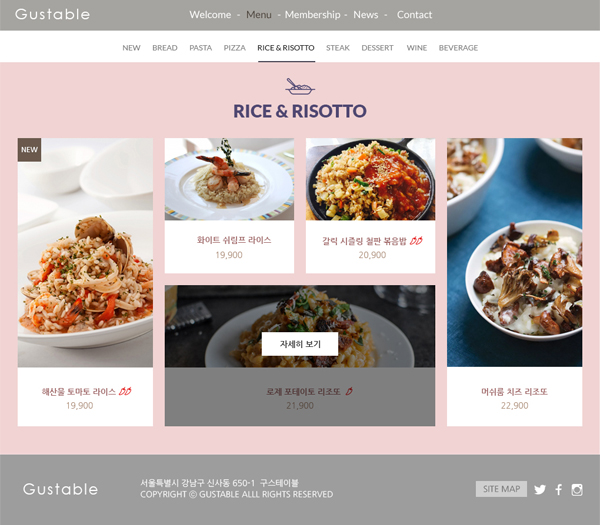 Gustable
Welcome - Menu - Membership - News - Contact
NEW BREAD PASTA PIZZA RICE & RISOTTO STEAK DESSERT WINE BEVERAGE
RICE & RISOTTO
NEW
화이트 쉬림프 라이스
19,900
갈릭 시즐링 철판 볶음밥
20,900
자세히 보기
해산물 토마토 라이스
19,900
로제 포테이토 리조또
21,900
머쉬룸 치즈 리조또
22,900
Gustable
서울특별시 강남구 신사동 650-1 구스테이블
COPYRIGHT ⓒ GUSTABLE ALLL RIGHTS RESERVED
SITE MAP